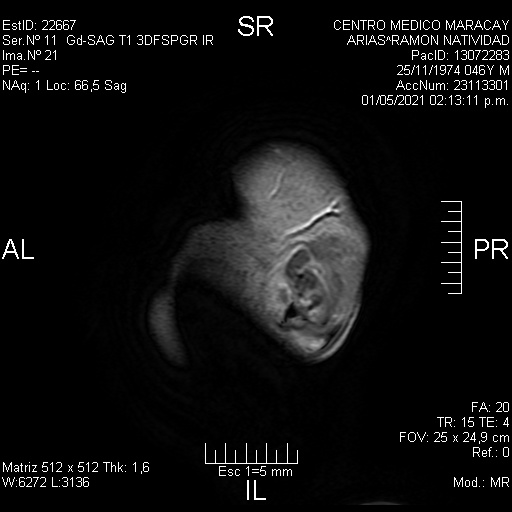 EstID: 22667
Ser.Nº 11 Gd-SAG T1 3DFSPGR IR
Ima.Nº 21
PE= --
NAq: 1 Loc: 66,5 Sag
SR
CENTRO MEDICO MARACAY
ARIAS^RAMON NATIVIDAD
PacID: 13072283
25/11/1974 046Y M
AccNum: 23113301
01/05/2021 02:13:11 p.m.
AL
PR
FA: 20
TR: 15 TE: 4
FOV: 25 x 24,9 cm
Ref.: 0
Matriz 512 x 512 Thk: 1,6
W:6272 L:3136
Esc 1=5 mm
IL
Mod.: MR